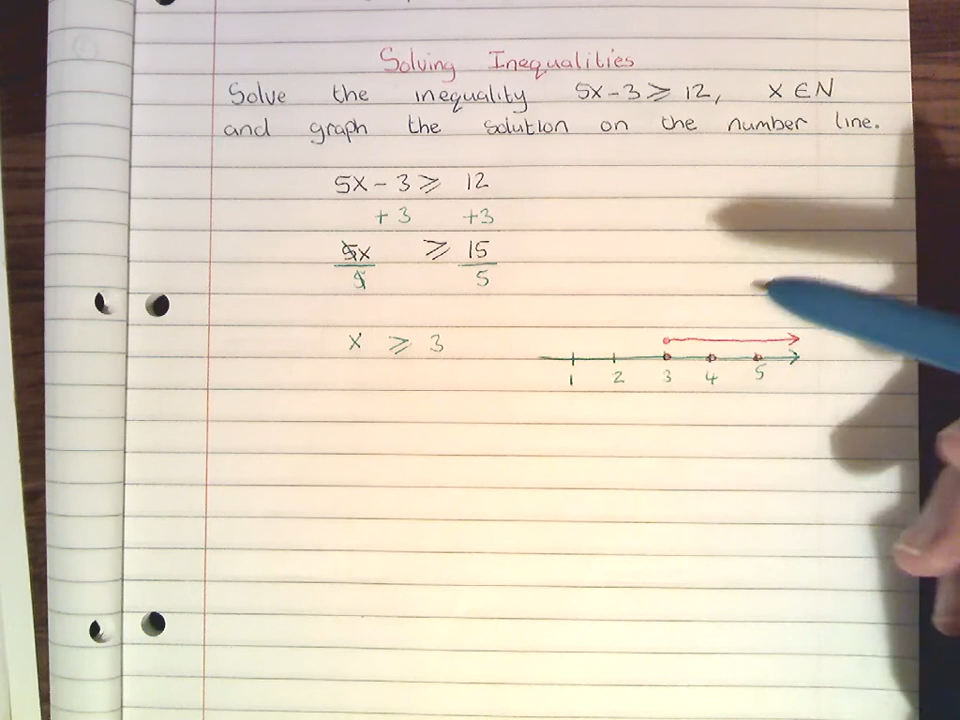 Solving Inequalities
Solve the inequality 5x - 3 ⩾ 12, x ∈ N
and graph the solution on the number line.
5x - 3 ⩾ 12
+ 3 +3
5x ⩾ 15
5 5
x ⩾ 3
1 2 3 4 5